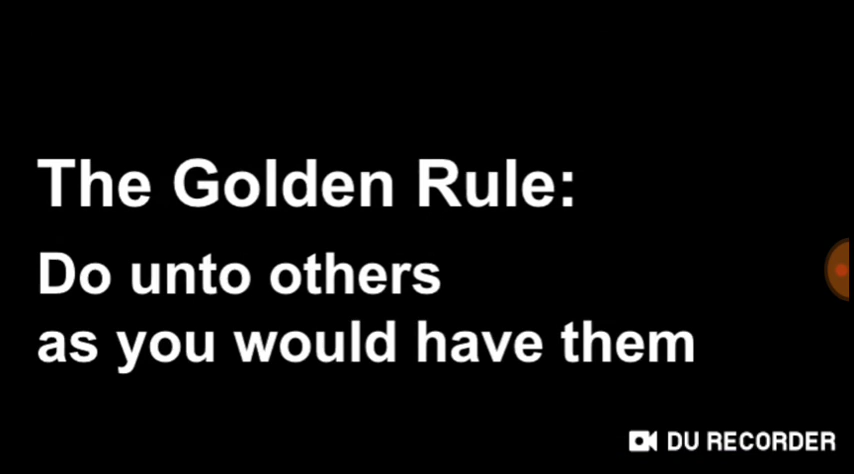 The Golden Rule:
Do unto others
as you would have them
DU RECORDER